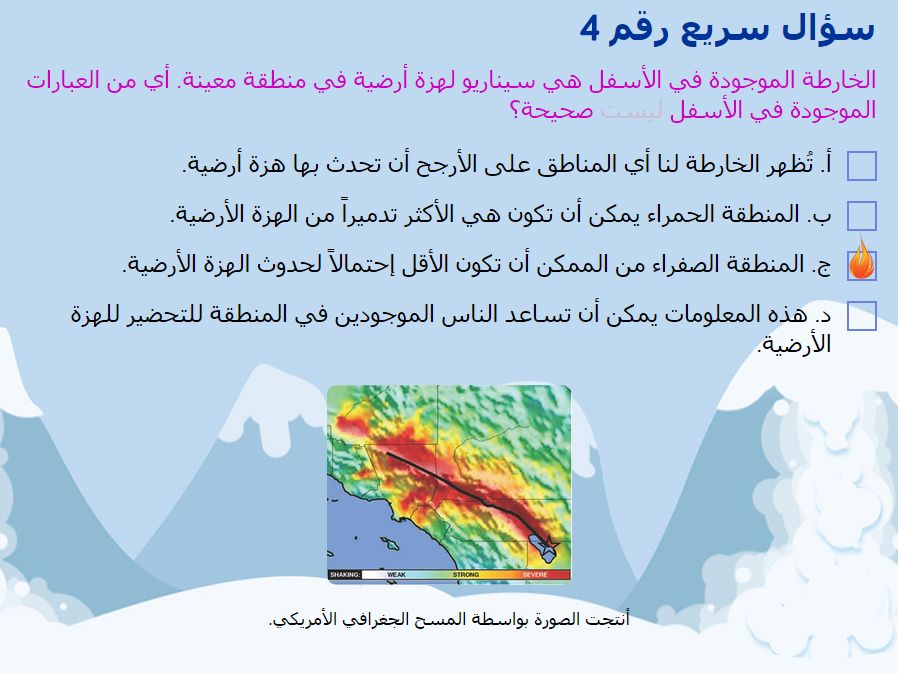 سؤال سريع رقم 4
الخارطة الموجودة في الأسفل هي سيناريو لهزة أرضية في منطقة معينة. أي من العبارات
الموجودة في الأسفل ليست صحيحة؟
أ. تُظهر الخارطة لنا أي المناطق على الأرجح أن تحدث بها هزة أرضية.
ب. المنطقة الحمراء يمكن أن تكون هي الأكثر تدميراً من الهزة الأرضية.
ج. المنطقة الصفراء من الممكن أن تكون الأقل إحتمالاً لحدوث الهزة الأرضية.
د. هذه المعلومات يمكن أن تساعد الناس الموجودين في المنطقة للتحضير للهزة
الأرضية.
SHAKING: WEAK STRONG SEVERE
أنتجت الصورة بواسطة المسح الجغرافي الأمريكي.